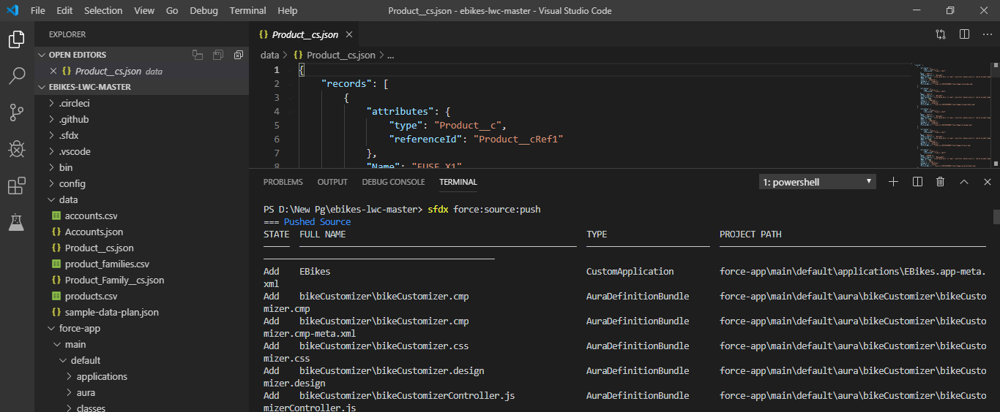 File Edit Selection View Go Debug Terminal Help Product__cs.json - ebikes-lwc-master - Visual Studio Code
EXPLORER
OPEN EDITORS
Product__cs.json data
EBIKES-LWC-MASTER
.circleci
.github
.sfdx
.vscode
bin
config
data
accounts.csv
Accounts.json
Product__cs.json
product_families.csv
Product_Family__cs.json
products.csv
sample-data-plan.json
force-app
main
default
applications
aura
classes
Product__cs.json
data > {} Product__cs.json > ...
1 {
2 "records": [
3 {
4 "attributes": {
5 "type": "Product__c",
6 "referenceId": "Product__cRef1"
7 },
8 "Name": "FUSE X1"
PROBLEMS OUTPUT DEBUG CONSOLE TERMINAL 1: powershell
PS D:\New Pg\ebikes-lwc-master> sfdx force:source:push
=== Pushed Source
STATE FULL NAME TYPE PROJECT PATH
Add EBikes CustomApplication force-app\main\default\applications\EBikes.app-meta.
xml
Add bikeCustomizer\bikeCustomizer.cmp AuraDefinitionBundle force-app\main\default\aura\bikeCustomizer\bikeCusto
mizer.cmp
Add bikeCustomizer\bikeCustomizer.cmp AuraDefinitionBundle force-app\main\default\aura\bikeCustomizer\bikeCusto
mizer.cmp-meta.xml
Add bikeCustomizer\bikeCustomizer.css AuraDefinitionBundle force-app\main\default\aura\bikeCustomizer\bikeCusto
mizer.css
Add bikeCustomizer\bikeCustomizer.design AuraDefinitionBundle force-app\main\default\aura\bikeCustomizer\bikeCusto
mizer.design
Add bikeCustomizer\bikeCustomizerController.js AuraDefinitionBundle force-app\main\default\aura\bikeCustomizer\bikeCusto
mizerController.js